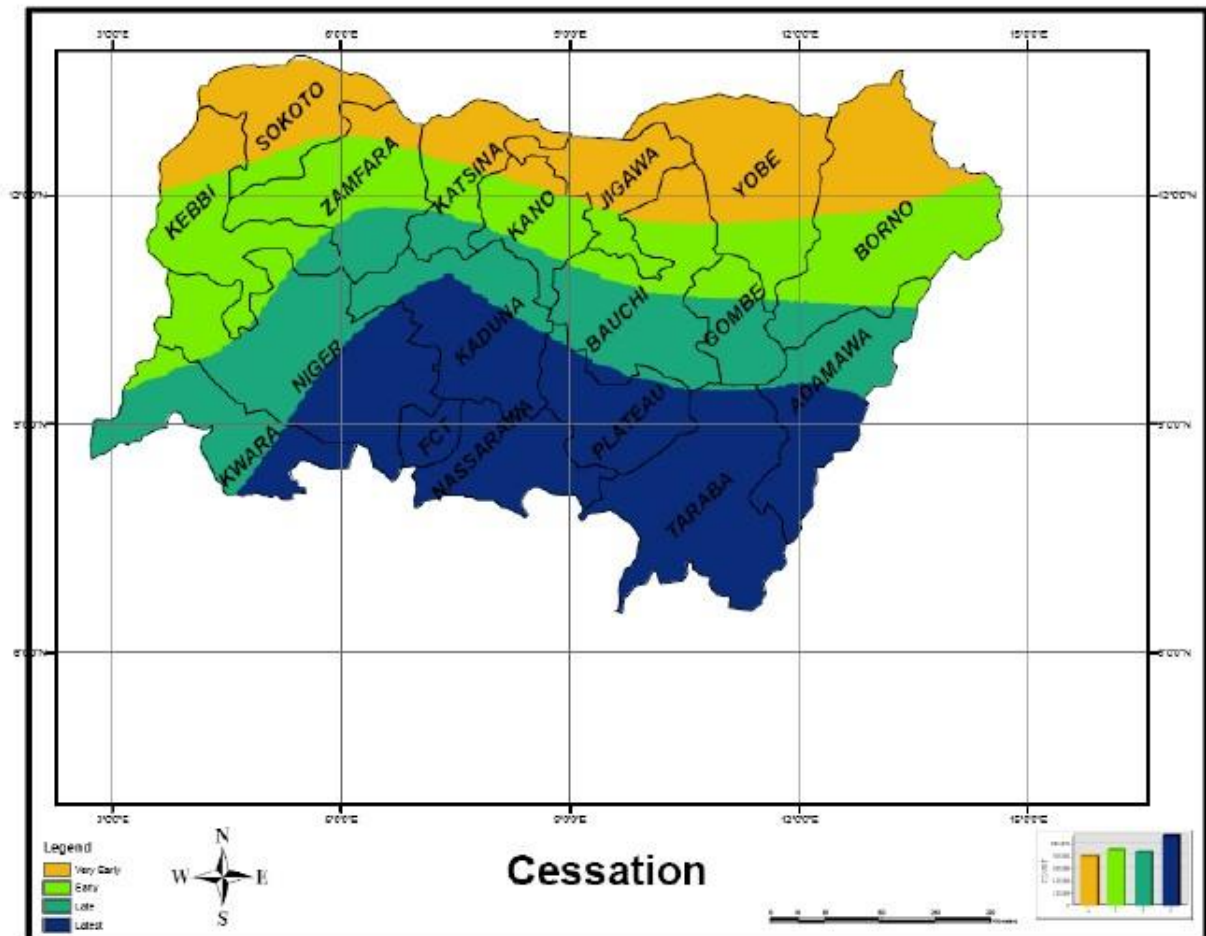 3°00'E 6°00'E 9°00'E 12°00'E 15°00'E
SOKOTO
ZAMFARA
KATSINA
JIGAWA
YOBE
12°00'N 12°00'N
KEBBI
KANO
BORNO
BAUCHI
GOMBE
NIGER
KADUNA
ADAMAWA
9°00'N 9°00'N
KWARA
FCT
NASSARAWA
PLATEAU
TARABA
6°00'N 6°00'N
3°00'E 6°00'E 9°00'E 12°00'E 15°00'E
Legend
Very Early
Early
Late
Latest
N
W E
S
Cessation